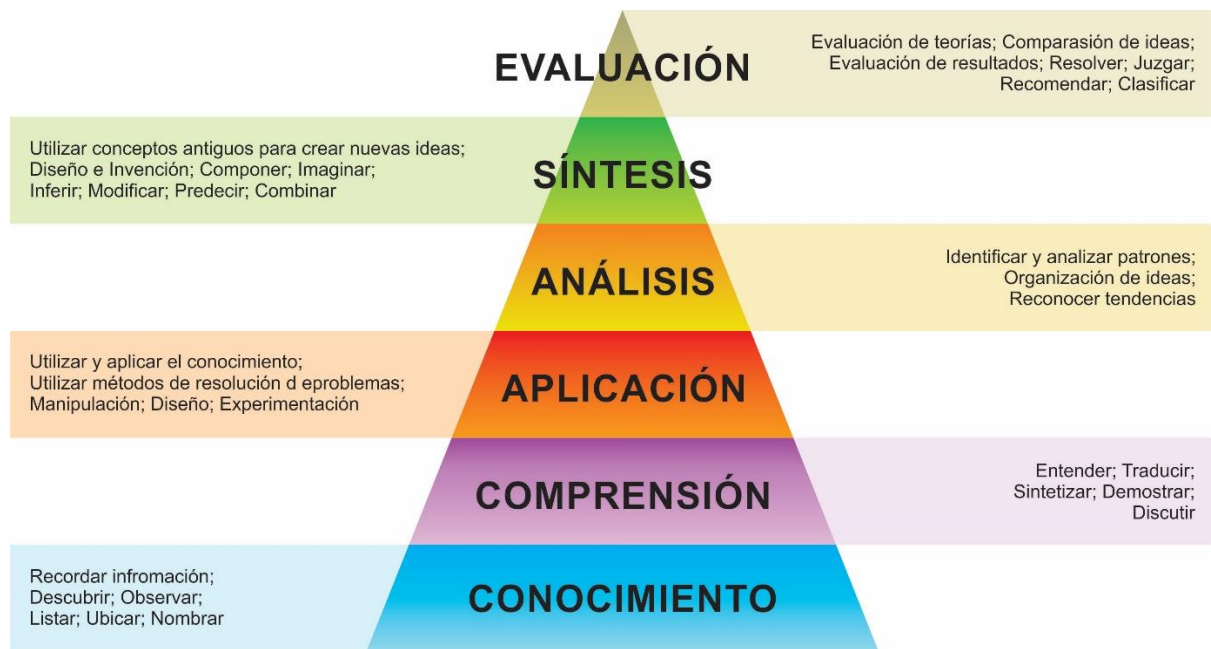 EVALUACIÓN
Evaluación de teorías; Comparasión de ideas;
Evaluación de resultados; Resolver; Juzgar;
Recomendar; Clasificar
Utilizar conceptos antiguos para crear nuevas ideas;
Diseño e Invención; Componer; Imaginar;
Inferir; Modificar; Predecir; Combinar
SÍNTESIS
ANÁLISIS
Identificar y analizar patrones;
Organización de ideas;
Reconocer tendencias
Utilizar y aplicar el conocimiento;
Utilizar métodos de resolución d eproblemas;
Manipulación; Diseño; Experimentación
APLICACIÓN
COMPRENSIÓN
Entender; Traducir;
Sintetizar; Demostrar;
Discutir
Recordar infromación;
Descubrir; Observar;
Listar; Ubicar; Nombrar
CONOCIMIENTO